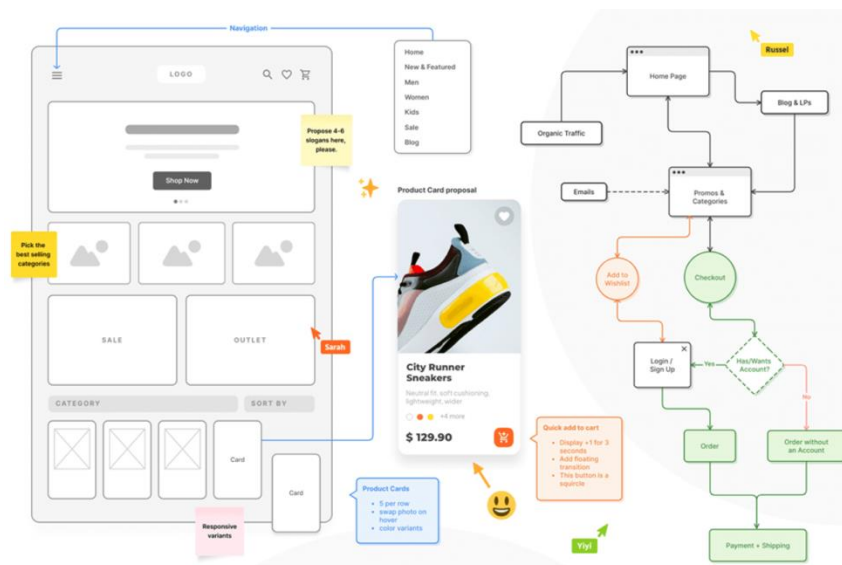 Navigation
LOGO
Propose 4-6
slogans here,
please.
Shop Now
Pick the
best selling
categories
SALE
OUTLET
Sarah
CATEGORY
SORT BY
Card
Card
Responsive
variants
Home
New & Featured
Men
Women
Kids
Sale
Blog
Product Card proposal
City Runner
Sneakers
Neutral fit, soft cushioning,
lightweight, wider
+4 more
$ 129.90
Product Cards
5 per row
swap photo on
hover
color variants
Quick add to cart
Display +1 for 3
seconds
Add floating
transition
This button is a
squircle
Yiyi
Russel
Home Page
Blog & LPs
Organic Traffic
Emails
Promos &
Categories
Add to
Wishlist
Checkout
Login /
Sign Up
Yes
Has/Wants
Account?
No
Order
Order without
an Account
Payment + Shipping